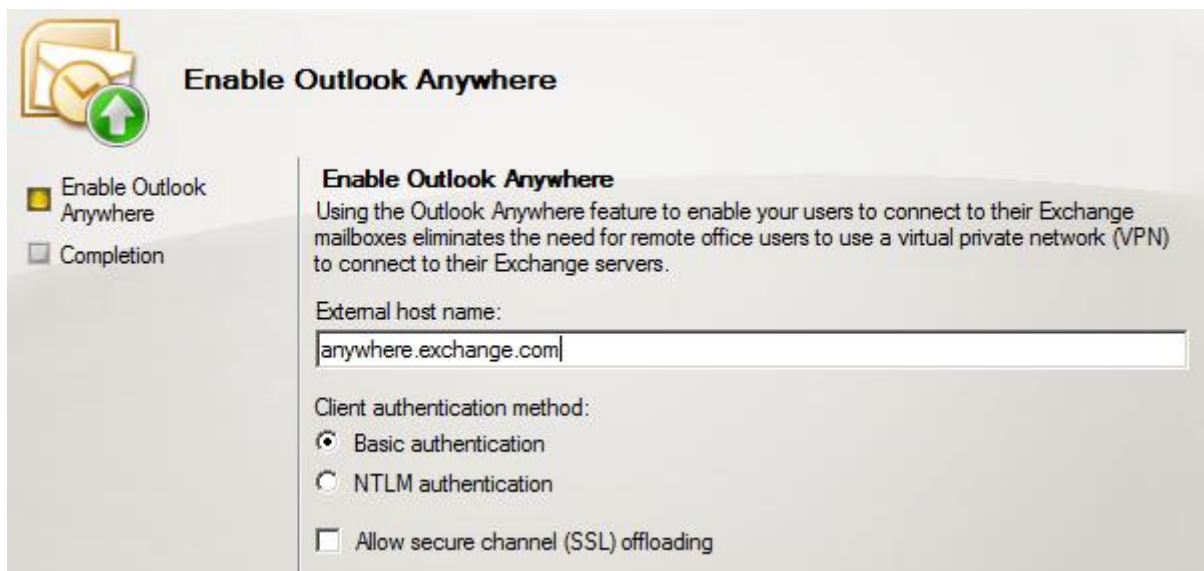 Enable Outlook Anywhere
Enable Outlook
Anywhere
Completion
Enable Outlook Anywhere
Using the Outlook Anywhere feature to enable your users to connect to their Exchange
mailboxes eliminates the need for remote office users to use a virtual private network (VPN)
to connect to their Exchange servers.
External host name:
anywhere.exchange.com
Client authentication method:
Basic authentication
NTLM authentication
Allow secure channel (SSL) offloading